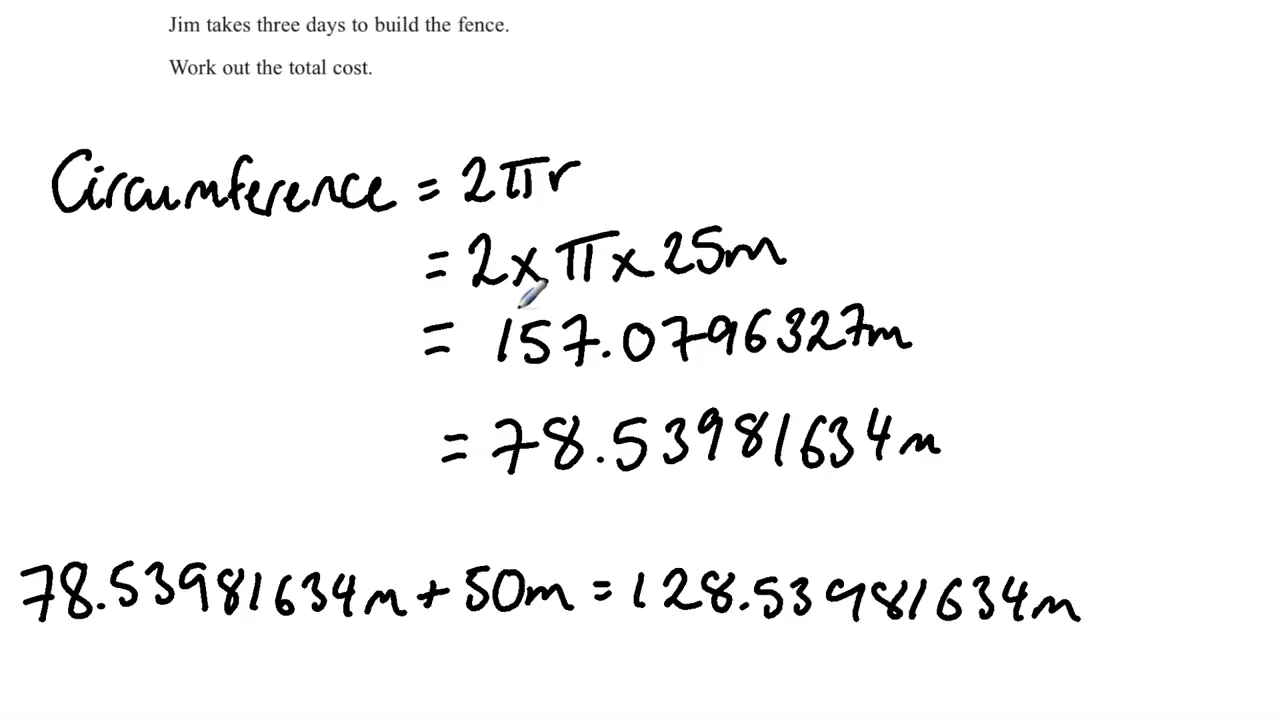 Jim takes three days to build the fence.
Work out the total cost.
Circumference = 2πr
= 2 × π × 25m
= 157.0796327m
= 78.53981634m
78.53981634m + 50m = 128.53981634m